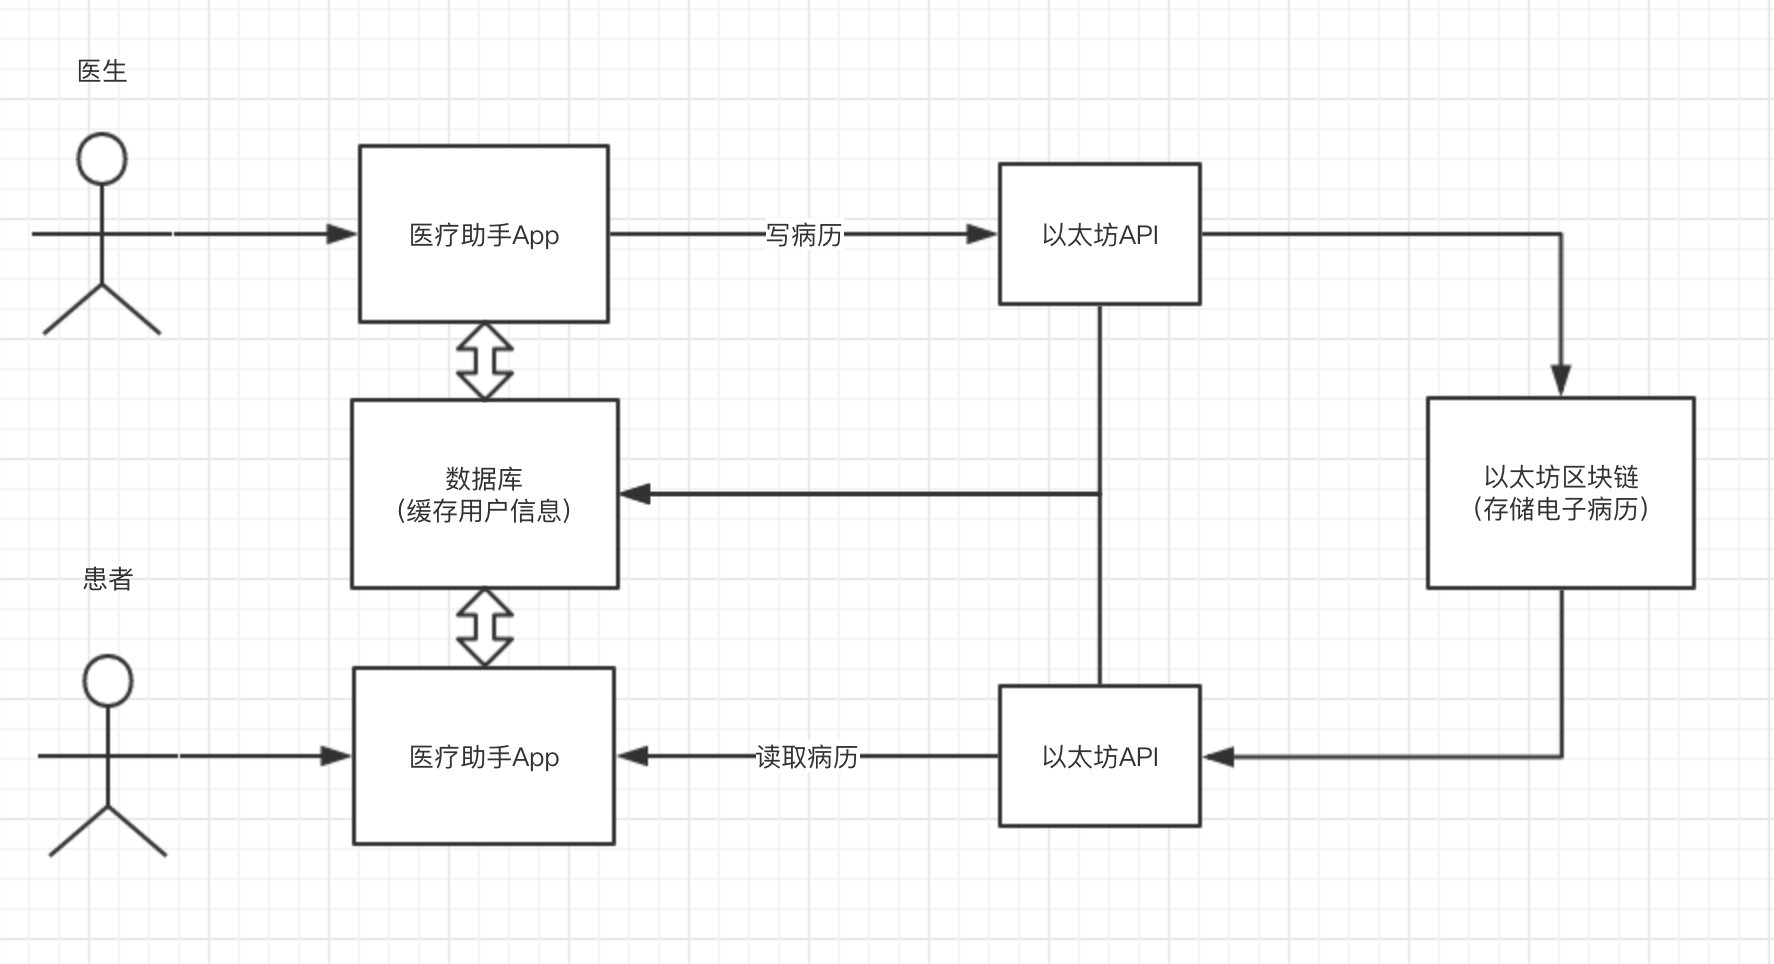 医生
医疗助手App
写病历
以太坊API
数据库
（缓存用户信息）
以太坊区块链
（存储电子病历）
患者
医疗助手App
读取病历
以太坊API